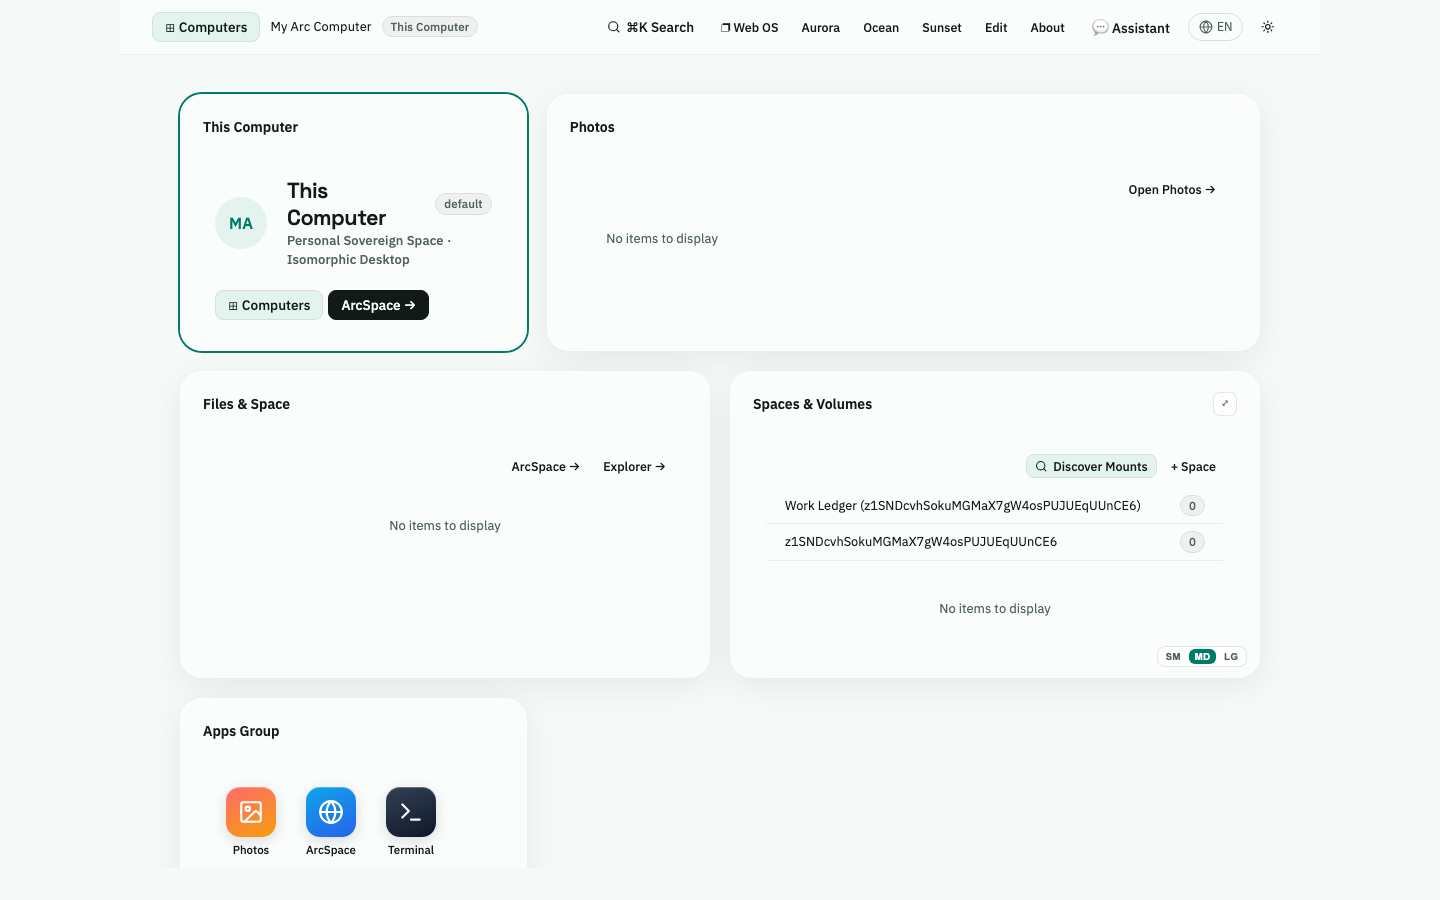 Computers My Arc Computer This Computer ⌘K Search Web OS Aurora Ocean Sunset Edit About Assistant EN
This Computer
MA
This
Computer
default
Personal Sovereign Space ·
Isomorphic Desktop
Computers ArcSpace →
Photos
Open Photos →
No items to display
Files & Space
ArcSpace → Explorer →
No items to display
Spaces & Volumes
Discover Mounts + Space
Work Ledger (z1SNDcvhSokuMGMaX7gW4osPUJUEqUUnCE6) 0
z1SNDcvhSokuMGMaX7gW4osPUJUEqUUnCE6 0
No items to display
SM MD LG
Apps Group
Photos ArcSpace Terminal